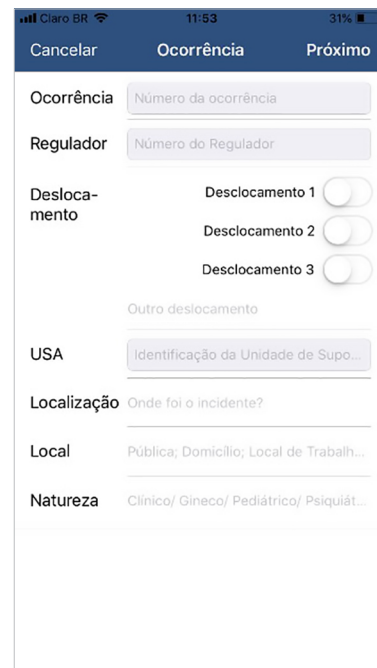 Claro BR 11:53 31%
Cancelar Ocorrência Próximo
Ocorrência Número da ocorrência
Regulador Número do Regulador
Desloca-
mento
Desclocamento 1
Desclocamento 2
Desclocamento 3
Outro deslocamento
USA Identificação da Unidade de Supo...
Localização Onde foi o incidente?
Local Pública; Domicílio; Local de Trabalh...
Natureza Clínico/ Gineco/ Pediátrico/ Psiquiát...